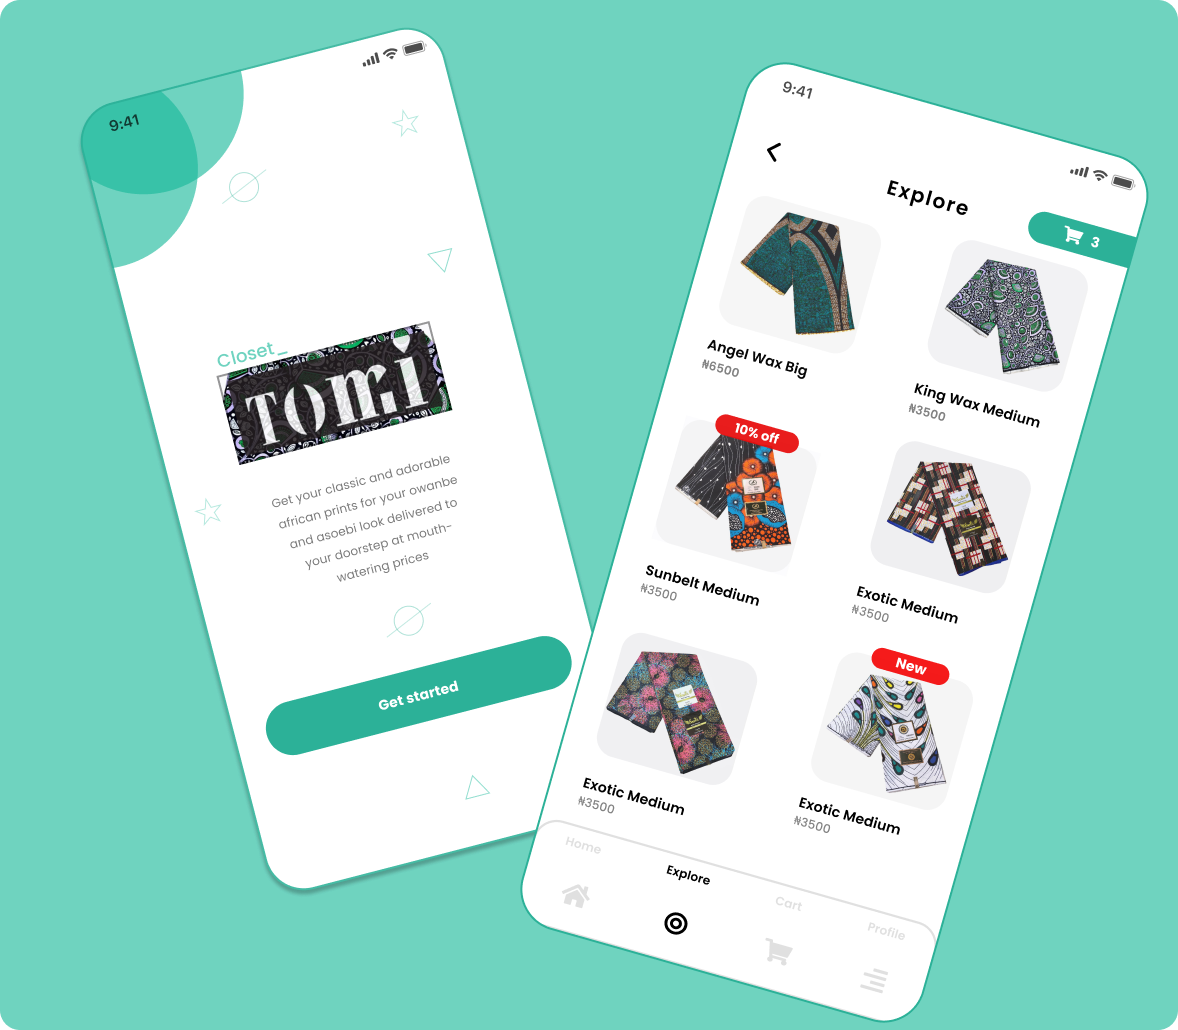 9:41
Closet_
TOmi
Get your classic and adorable
african prints for your owanbe
and asoebi look delivered to
your doorstep at mouth-
watering prices
Get started
9:41
Explore
3
Angel Wax Big
₦6500
King Wax Medium
₦3500
10% off
Sunbelt Medium
₦3500
Exotic Medium
₦3500
Exotic Medium
₦3500
New
Exotic Medium
₦3500
Home
Explore
Cart
Profile